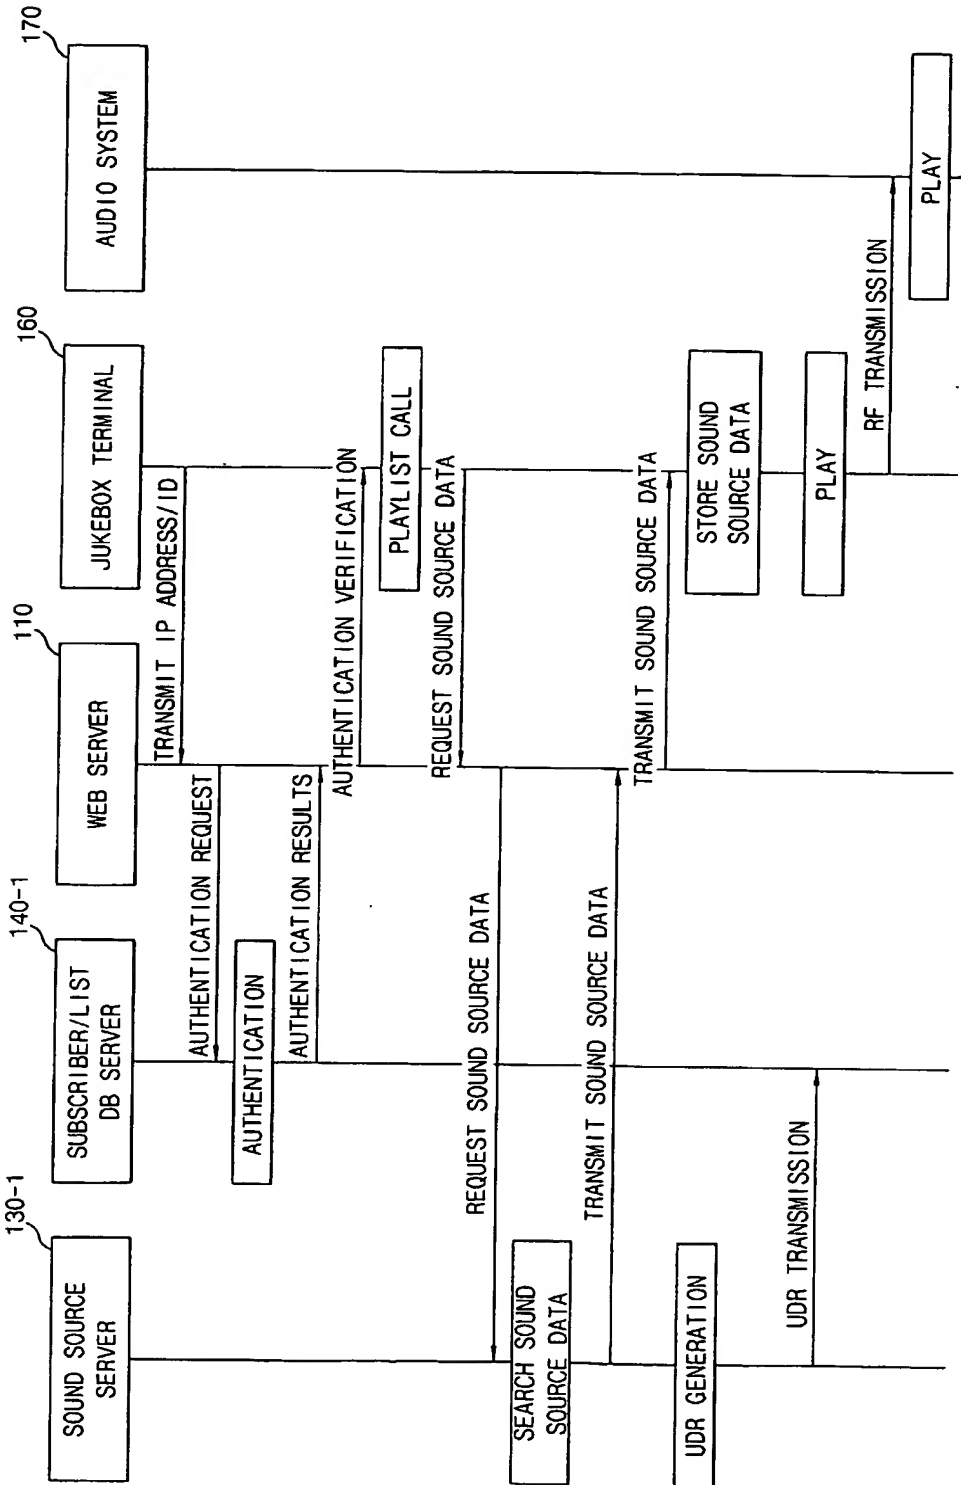 130-1
140-1
110
160
170
SOUND SOURCE
SERVER
SUBSCRIBER/LIST
DB SERVER
WEB SERVER
JUKEBOX TERMINAL
AUDIO SYSTEM
TRANSMIT IP ADDRESS/ID
AUTHENTICATION REQUEST
AUTHENTICATION
AUTHENTICATION RESULTS
AUTHENTICATION VERIFICATION
PLAYLIST CALL
REQUEST SOUND SOURCE DATA
REQUEST SOUND SOURCE DATA
SEARCH SOUND
SOURCE DATA
TRANSMIT SOUND SOURCE DATA
TRANSMIT SOUND SOURCE DATA
UDR GENERATION
STORE SOUND
SOURCE DATA
UDR TRANSMISSION
PLAY
RF TRANSMISSION
PLAY